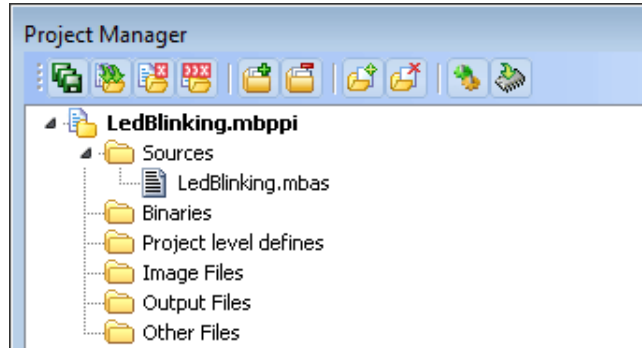 Project Manager
LedBlinking.mbppi
Sources
LedBlinking.mbas
Binaries
Project level defines
Image Files
Output Files
Other Files